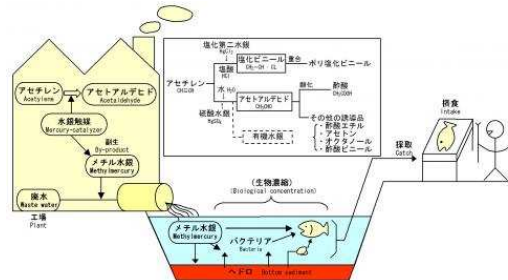 アセチレン
Acetylene
アセトアルデヒド
Acetaldehyde
水銀触媒
Mercury-catalyzer
副生
By-product
メチル水銀
Methylmercury
廃水
Waste water
工場
Plant
塩化第二水銀
HgCl₂
塩酸
HCl
塩化ビニール
重合
ポリ塩化ビニール
アセチレン
CH≡CH
水 H₂O
硫酸水銀
HgSO₄
アセトアルデヒド
CH₃CHO
酸化
酢酸
CH₃COOH
有機水銀
その他の誘導品
・酢酸エチル
・アセトン
・オクタノール
・酢酸ビニール
摂食
Intake
採取
Catch
(生物濃縮)
(Biological concentration)
メチル水銀
Methylmercury
バクテリア
Bacteria
ヘドロ Bottom sediment